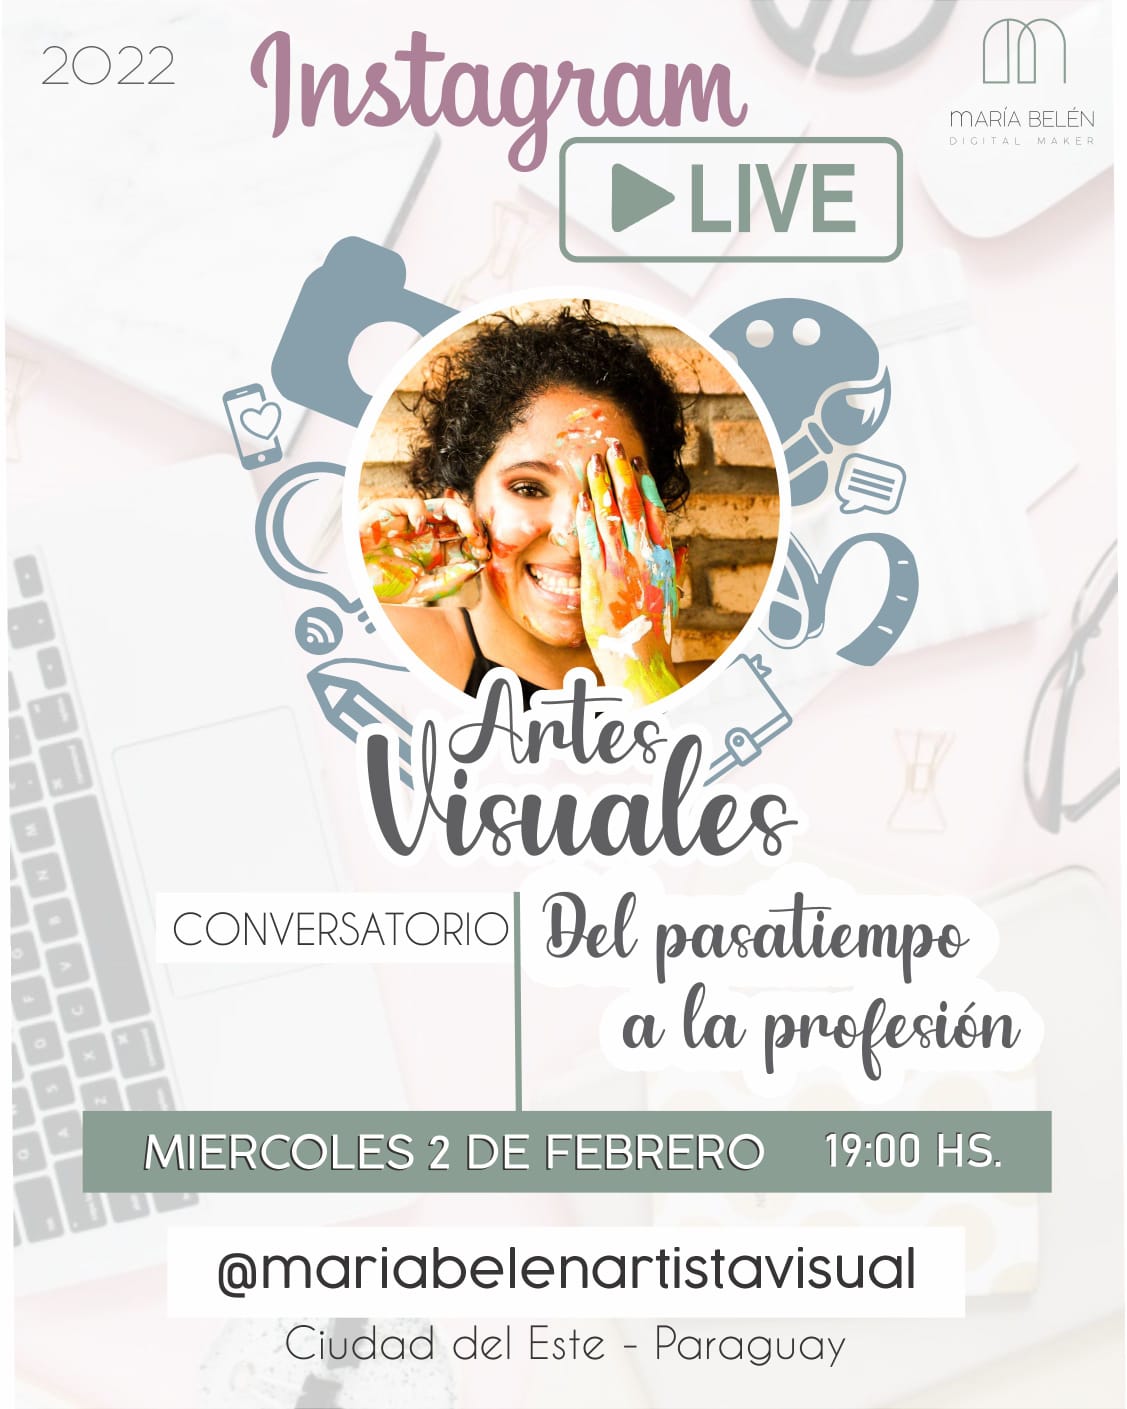 2022
Instagram
LIVE
MARÍA BELÉN
DIGITAL MAKER
Artes
Visuales
CONVERSATORIO
Del pasatiempo
a la profesión
MIERCOLES 2 DE FEBRERO 19:00 HS.
@mariabelenartistavisual
Ciudad del Este - Paraguay